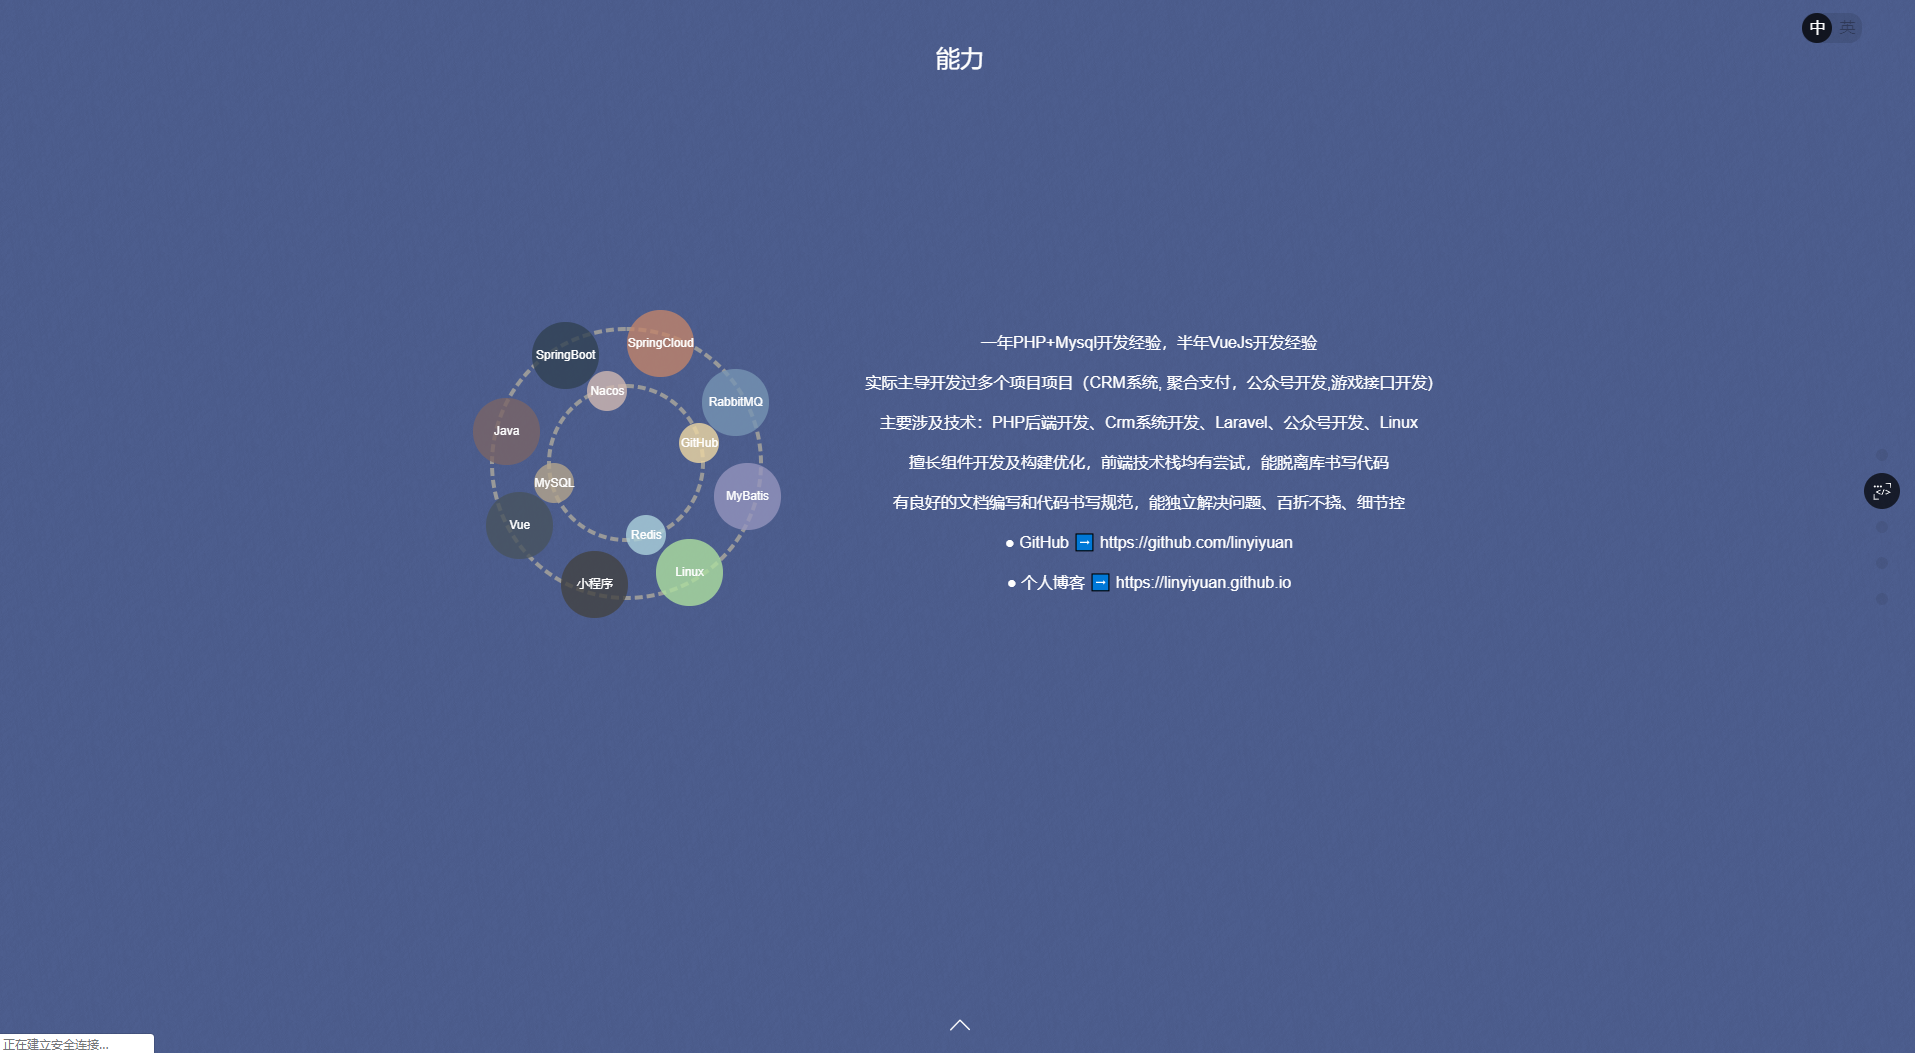 中 英
能力
SpringBoot
SpringCloud
Nacos
RabbitMQ
Java
GitHub
MySQL
MyBatis
Vue
Redis
Linux
小程序
一年PHP+Mysql开发经验，半年VueJs开发经验
实际主导开发过多个项目项目（CRM系统, 聚合支付，公众号开发,游戏接口开发）
主要涉及技术：PHP后端开发、Crm系统开发、Laravel、公众号开发、Linux
擅长组件开发及构建优化，前端技术栈均有尝试，能脱离库书写代码
有良好的文档编写和代码书写规范，能独立解决问题、百折不挠、细节控
● GitHub ➡ https://github.com/linyiyuan
● 个人博客 ➡ https://linyiyuan.github.io
正在建立安全连接...